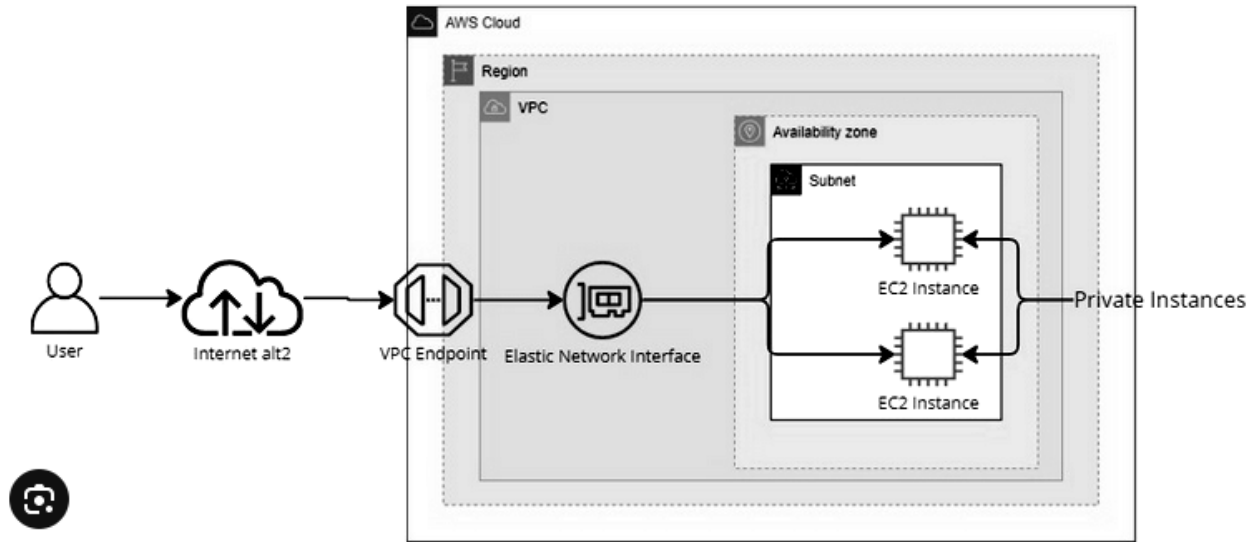 AWS Cloud
Region
VPC
Availability zone
Subnet
EC2 Instance
Private Instances
User
Internet alt2
VPC Endpoint
Elastic Network Interface
EC2 Instance